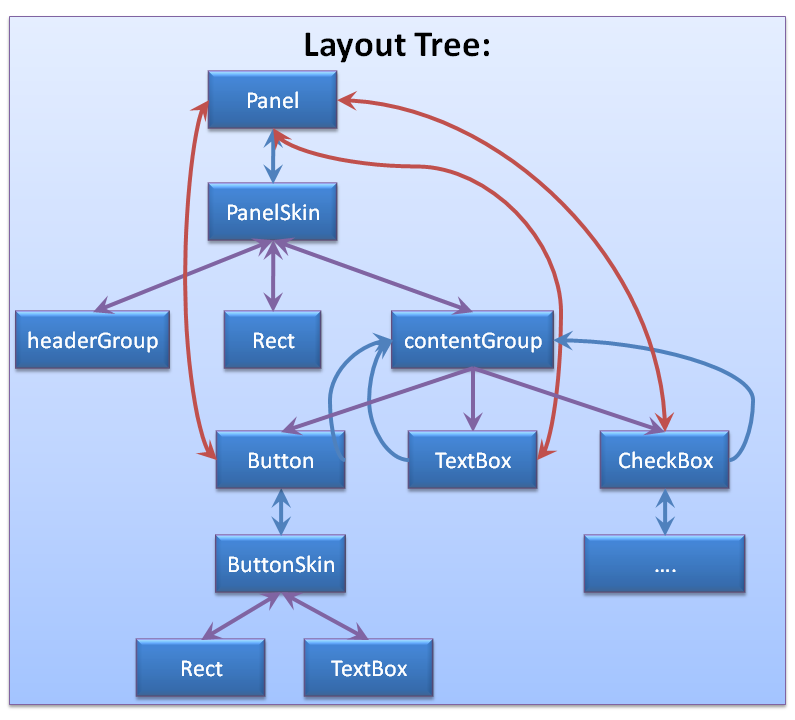 Layout Tree:
Panel
PanelSkin
headerGroup
Rect
contentGroup
Button
TextBox
CheckBox
ButtonSkin
....
Rect
TextBox